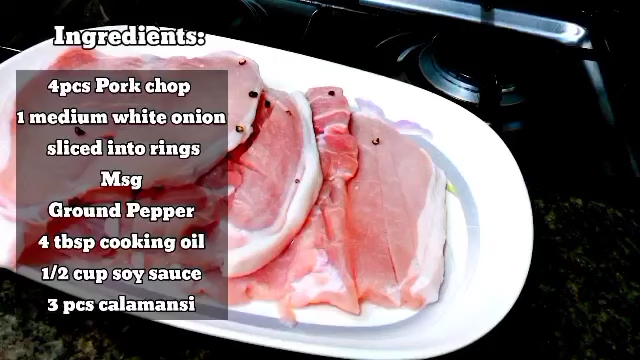 Ingredients:
4pcs Pork chop
1 medium white onion
sliced into rings
Msg
Ground Pepper
4 tbsp cooking oil
1/2 cup soy sauce
3 pcs calamansi